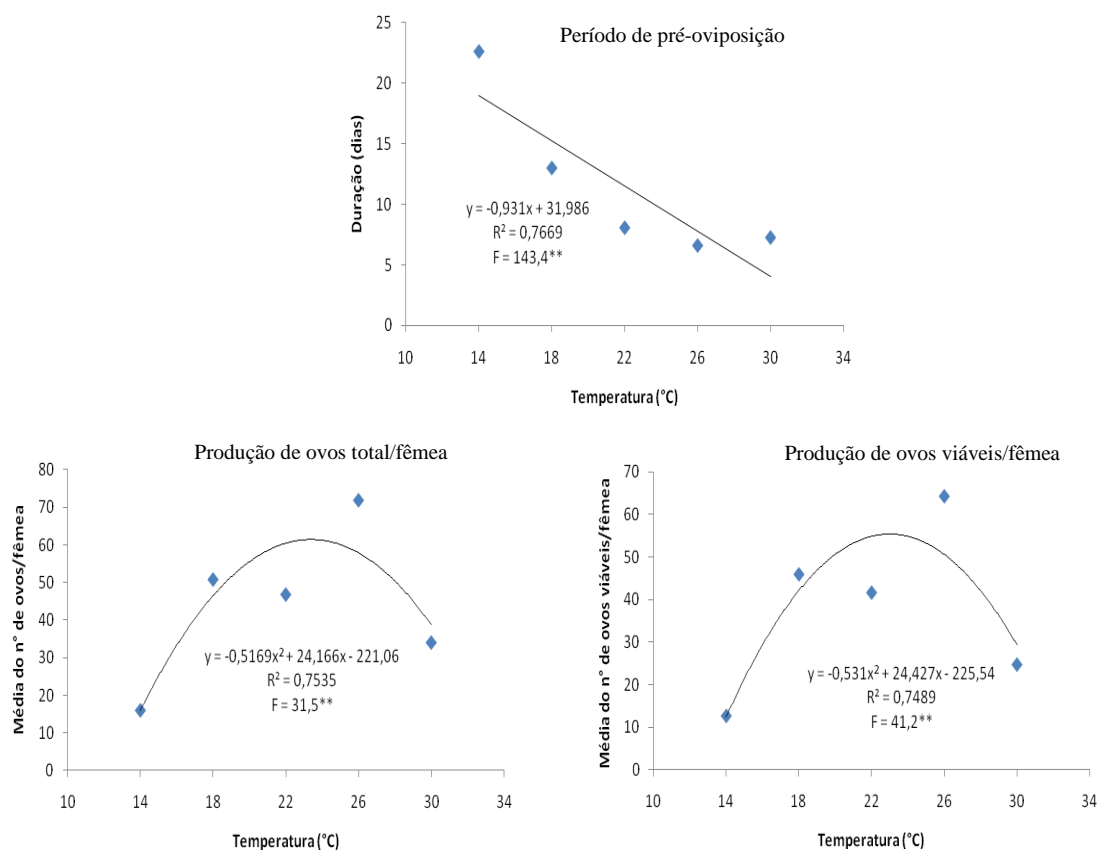 Período de pré-oviposição
25
20
15
10
5
0
Duração (dias)
y = -0,931x + 31,986
R² = 0,7669
F = 143,4**
10 14 18 22 26 30 34
Temperatura (°C)
Produção de ovos total/fêmea
80
70
60
50
40
30
20
10
0
Média do n° de ovos/fêmea
y = -0,5169x² + 24,166x - 221,06
R² = 0,7535
F = 31,5**
10 14 18 22 26 30 34
Temperatura (°C)
Produção de ovos viáveis/fêmea
70
60
50
40
30
20
10
0
Média do n° de ovos viáveis/fêmea
y = -0,531x² + 24,427x - 225,54
R² = 0,7489
F = 41,2**
10 14 18 22 26 30 34
Temperatura (°C)